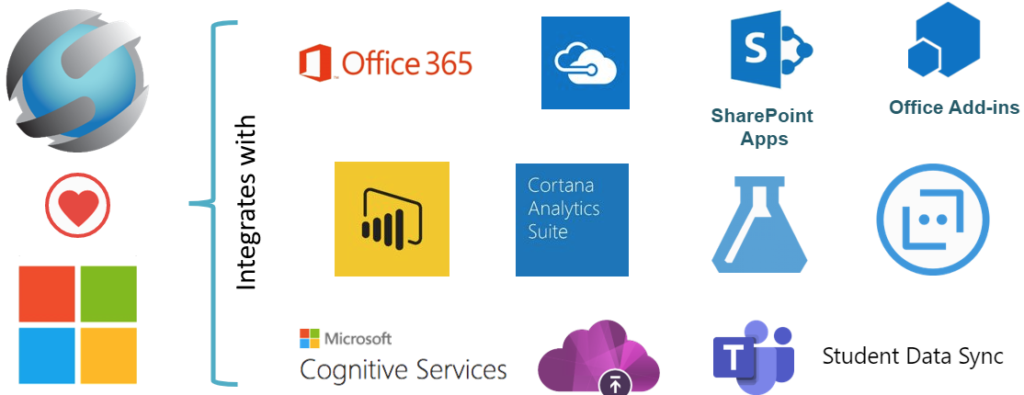 Integrates with
Office 365
S
SharePoint
Apps
Office Add-ins
Cortana
Analytics
Suite
Microsoft
Cognitive Services
T
Student Data Sync